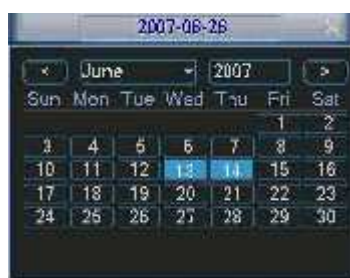 2007-06-26
< June 2007 >
Sun Mon Tue Wed Thu Fri Sat
1 2
3 4 5 6 7 8 9
10 11 12 13 14 15 16
17 18 19 20 21 22 23
24 25 26 27 28 29 30